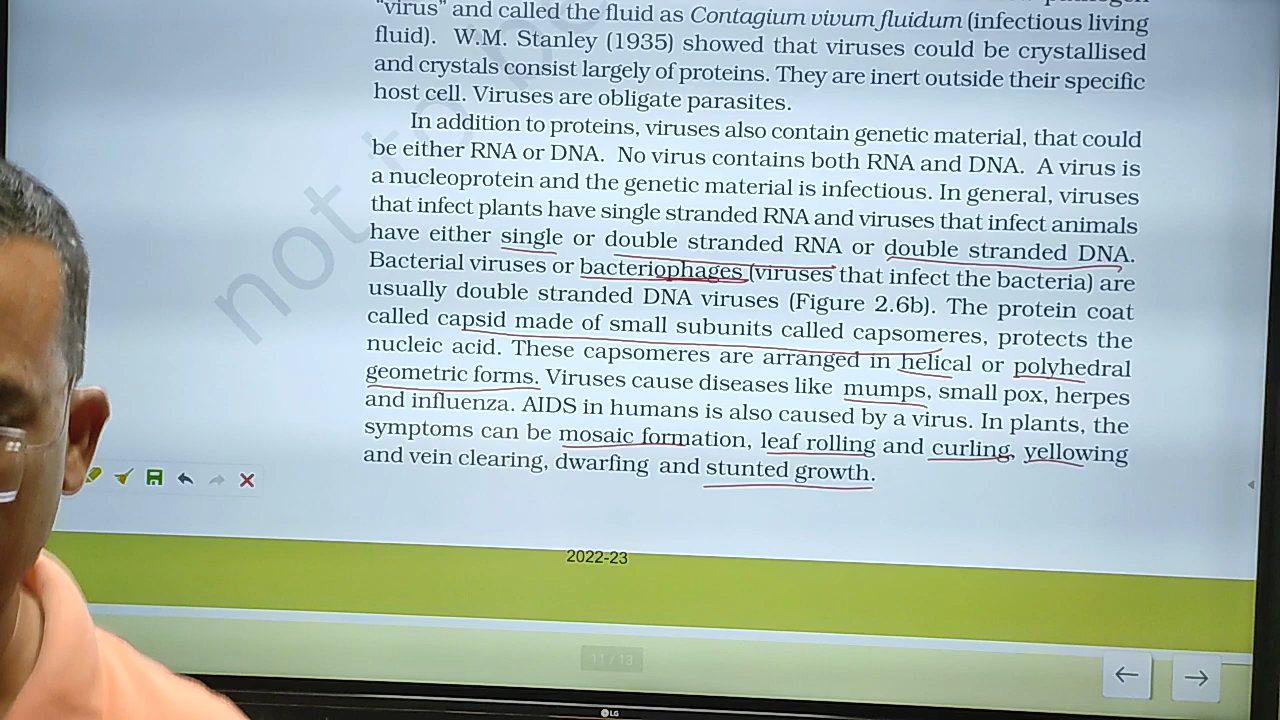 "virus" and called the fluid as Contagium vivum fluidum (infectious living
fluid). W.M. Stanley (1935) showed that viruses could be crystallised
and crystals consist largely of proteins. They are inert outside their specific
host cell. Viruses are obligate parasites.
In addition to proteins, viruses also contain genetic material, that could
be either RNA or DNA. No virus contains both RNA and DNA. A virus is
a nucleoprotein and the genetic material is infectious. In general, viruses
that infect plants have single stranded RNA and viruses that infect animals
have either single or double stranded RNA or double stranded DNA.
Bacterial viruses or bacteriophages (viruses that infect the bacteria) are
usually double stranded DNA viruses (Figure 2.6b). The protein coat
called capsid made of small subunits called capsomeres, protects the
nucleic acid. These capsomeres are arranged in helical or polyhedral
geometric forms. Viruses cause diseases like mumps, small pox, herpes
and influenza. AIDS in humans is also caused by a virus. In plants, the
symptoms can be mosaic formation, leaf rolling and curling, yellowing
and vein clearing, dwarfing and stunted growth.
not to
2022-23
11 / 13
LG